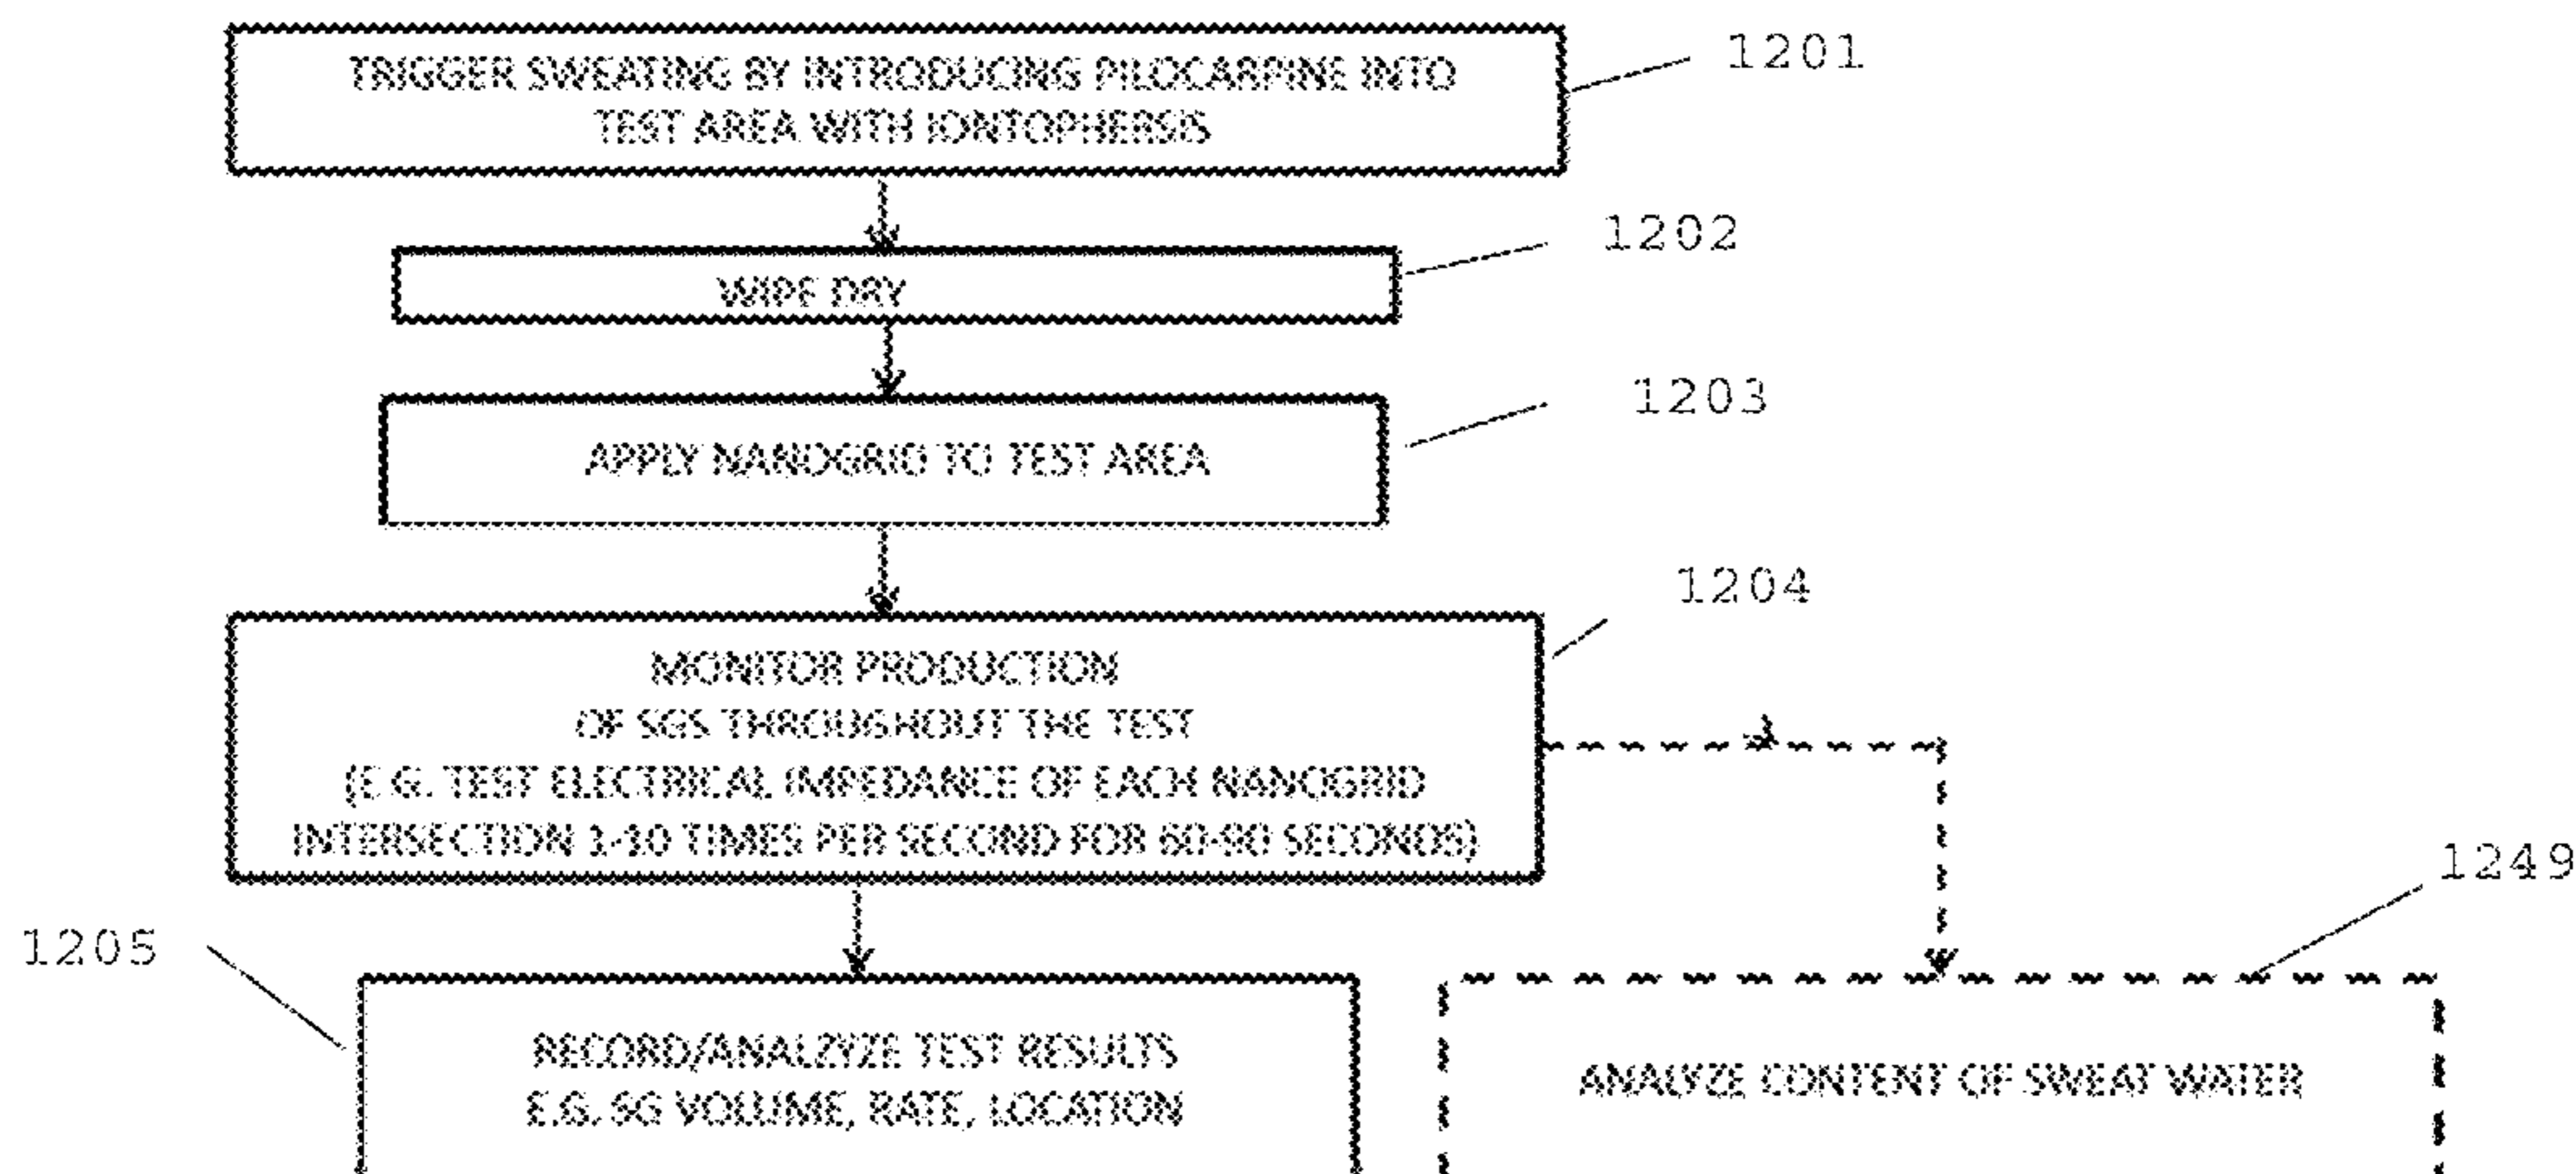 TRIGGER SWEATING BY INTRODUCING PILOCARPINE INTO
TEST AREA WITH IONTOPHERSIS
1201
WIPE DRY
1202
APPLY NANOGRID TO TEST AREA
1203
MONITOR PRODUCTION
OF SGS THROUGHOUT THE TEST
(E.G. TEST ELECTRICAL IMPEDANCE OF EACH NANOGRID
INTERSECTION 1-10 TIMES PER SECOND FOR 60-90 SECONDS)
1204
1205
RECORD/ANALZYZE TEST RESULTS
E.G. SG VOLUME, RATE, LOCATION
1249
ANALYZE CONTENT OF SWEAT WATER